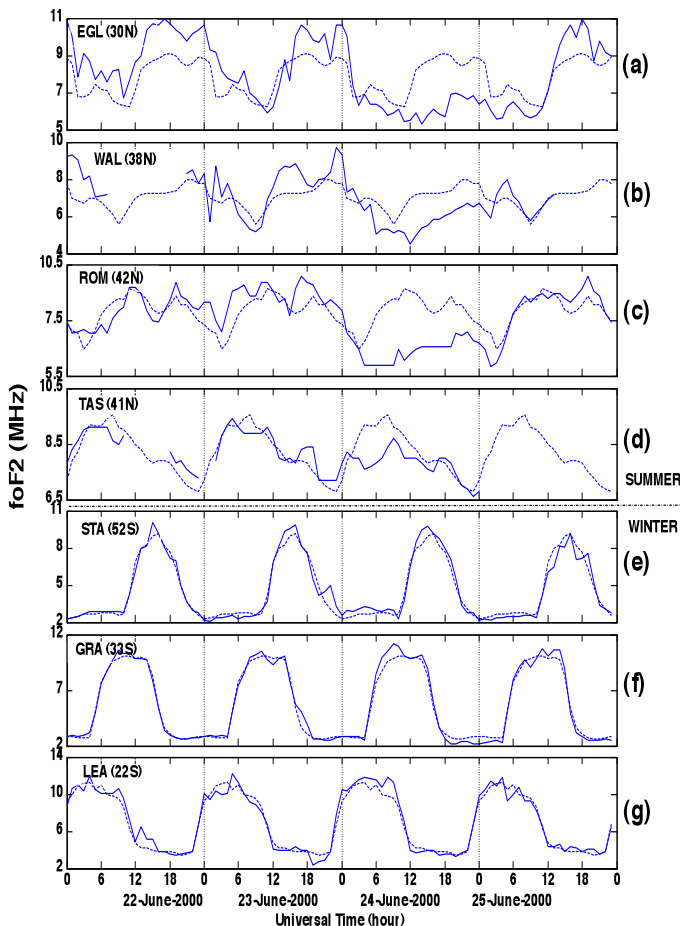 11
9
7
5
EGL (30N)
(a)
10
8
6
4
WAL (38N)
(b)
10.5
7.5
5.5
ROM (42N)
(c)
10.5
8.5
6.5
TAS (41N)
(d)
foF2 (MHz)
SUMMER
WINTER
11
8
5
2
STA (52S)
(e)
12
7
2
GRA (33S)
(f)
14
10
6
2
LEA (22S)
(g)
0 6 12 18 0 6 12 18 0 6 12 18 0 6 12 18 0
22-June-2000 23-June-2000 24-June-2000 25-June-2000
Universal Time (hour)